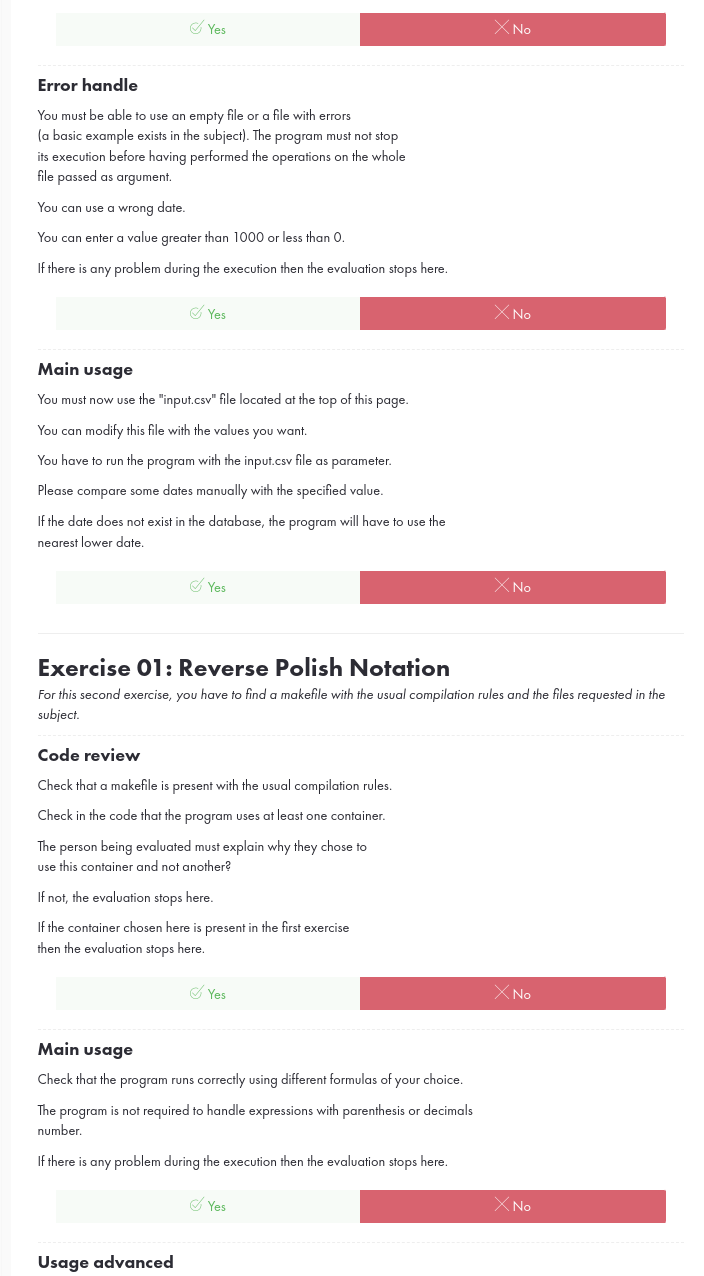 Yes
No
Error handle
You must be able to use an empty file or a file with errors
(a basic example exists in the subject). The program must not stop
its execution before having performed the operations on the whole
file passed as argument.
You can use a wrong date.
You can enter a value greater than 1000 or less than 0.
If there is any problem during the execution then the evaluation stops here.
Yes
No
Main usage
You must now use the "input.csv" file located at the top of this page.
You can modify this file with the values you want.
You have to run the program with the input.csv file as parameter.
Please compare some dates manually with the specified value.
If the date does not exist in the database, the program will have to use the
nearest lower date.
Yes
No
Exercise 01: Reverse Polish Notation
For this second exercise, you have to find a makefile with the usual compilation rules and the files requested in the
subject.
Code review
Check that a makefile is present with the usual compilation rules.
Check in the code that the program uses at least one container.
The person being evaluated must explain why they chose to
use this container and not another?
If not, the evaluation stops here.
If the container chosen here is present in the first exercise
then the evaluation stops here.
Yes
No
Main usage
Check that the program runs correctly using different formulas of your choice.
The program is not required to handle expressions with parenthesis or decimals
number.
If there is any problem during the execution then the evaluation stops here.
Yes
No
Usage advanced